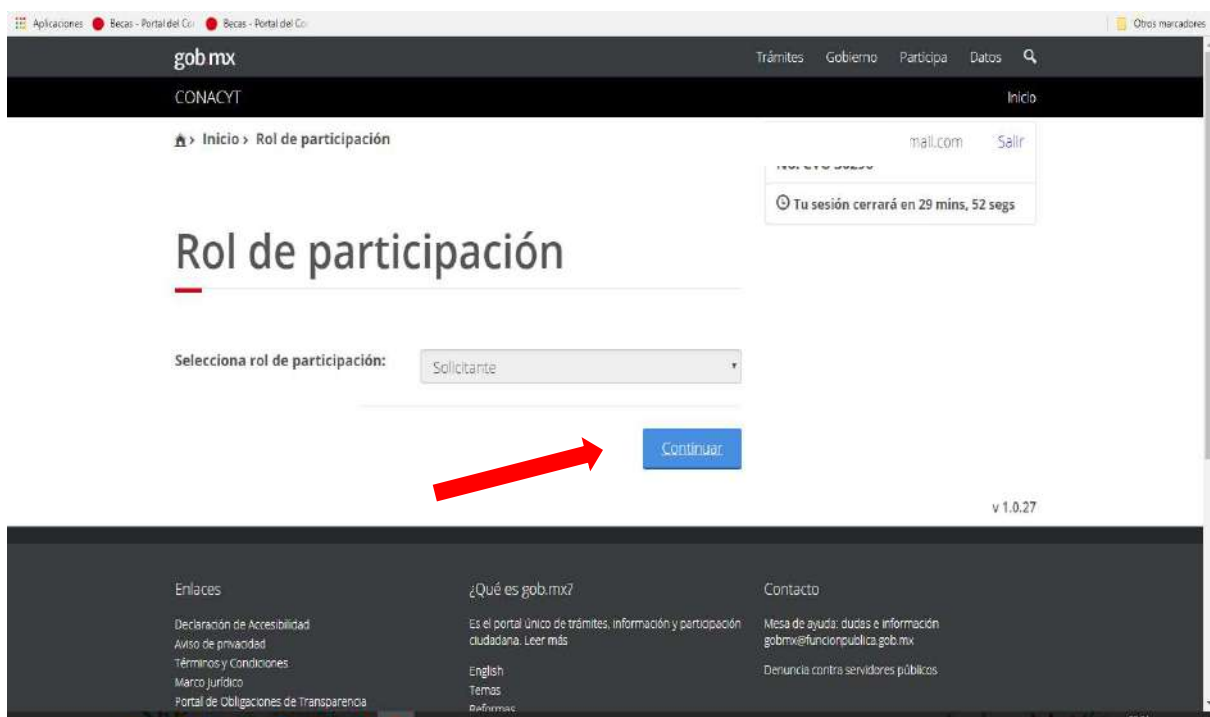 Aplicaciones Becas - Portal del Co Becas - Portal del Co Otros marcadores
gob.mx Trámites Gobierno Participa Datos
CONACYT Inicio
> Inicio > Rol de participación
mail.com Salir
Tu sesión cerrará en 29 mins, 52 segs
Rol de participación
Selecciona rol de participación: Solicitante
Continuar
v 1.0.27
Enlaces
Declaración de Accesibilidad
Aviso de privacidad
Términos y Condiciones
Marco Jurídico
Portal de Obligaciones de Transparencia
¿Qué es gob.mx?
Es el portal único de trámites, información y participación
ciudadana. Leer más
English
Temas
Reformas
Contacto
Mesa de ayuda: dudas e información
gobmx@funcionpublica.gob.mx
Denuncia contra servidores públicos